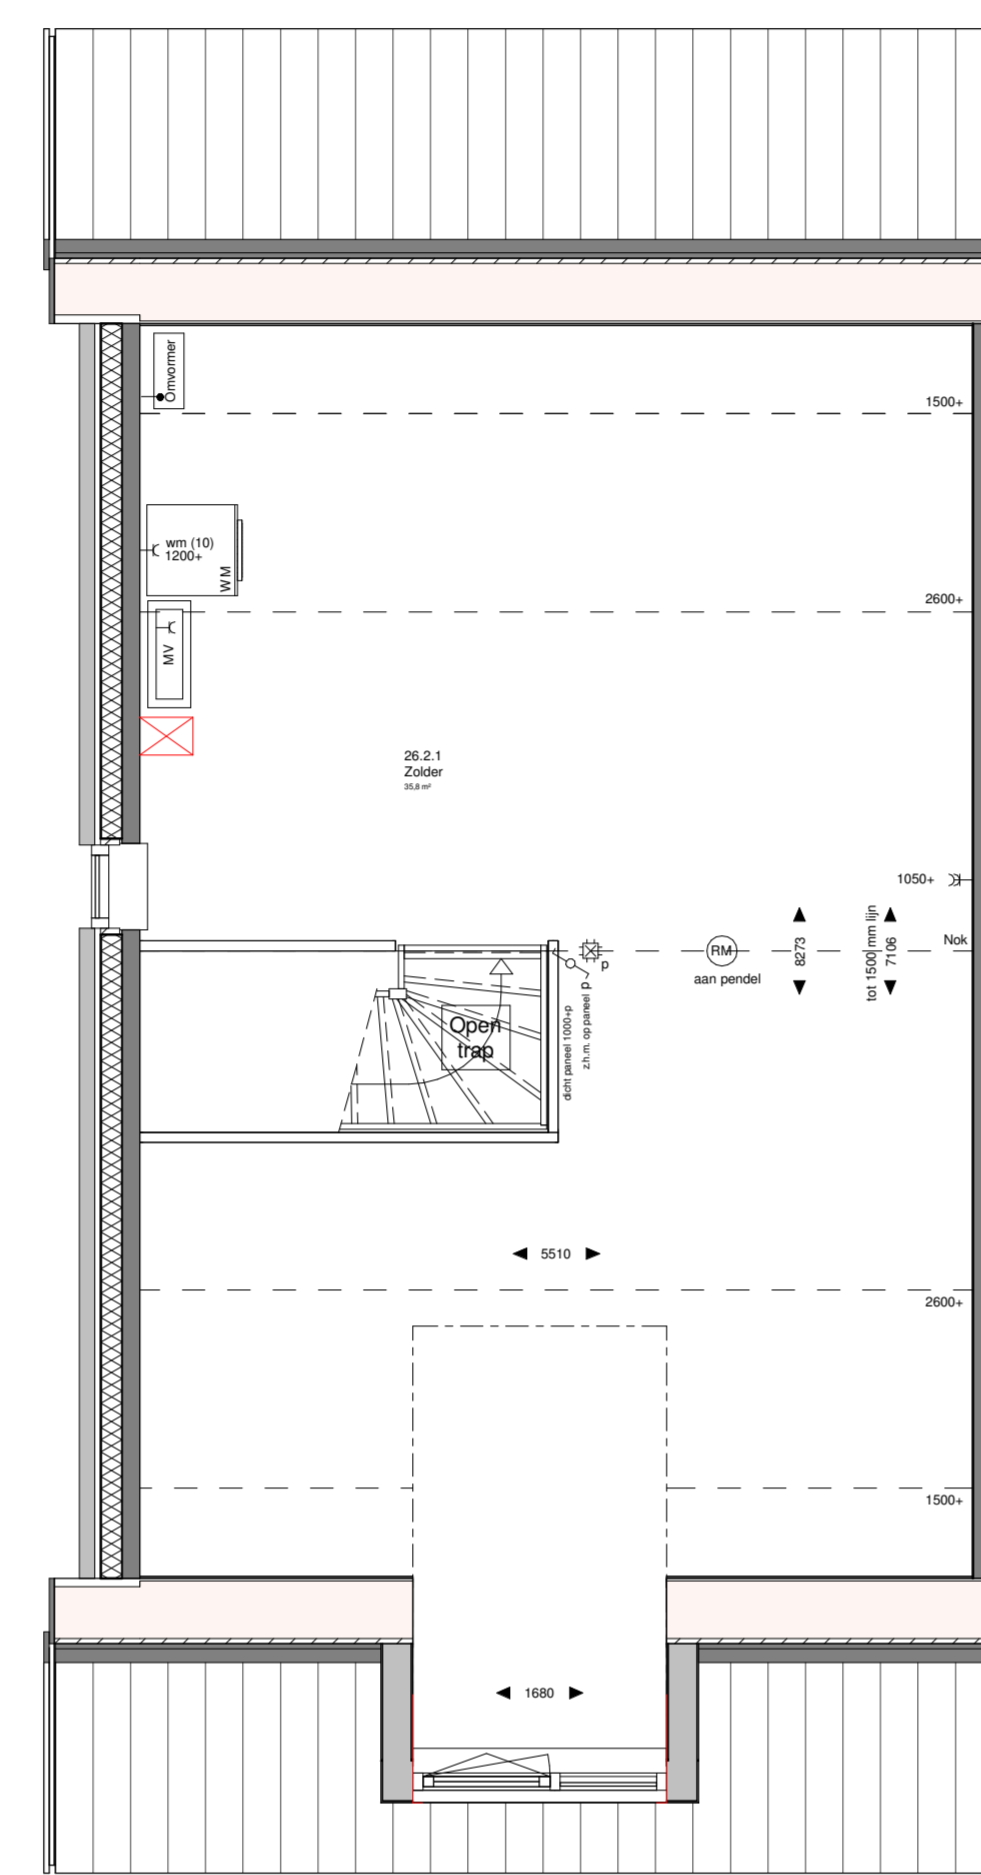 Omvormer
1500+
wm (10)
1200+
WM
2600+
MV
26.2.1
Zolder
35,8 m²
1050+
tot 1500 mm lijn
8273
7106
Nok
RM
aan pendel
p
dicht paneel 1000+p
z.h.m. op paneel p
Open
trap
5510
2600+
1500+
1680